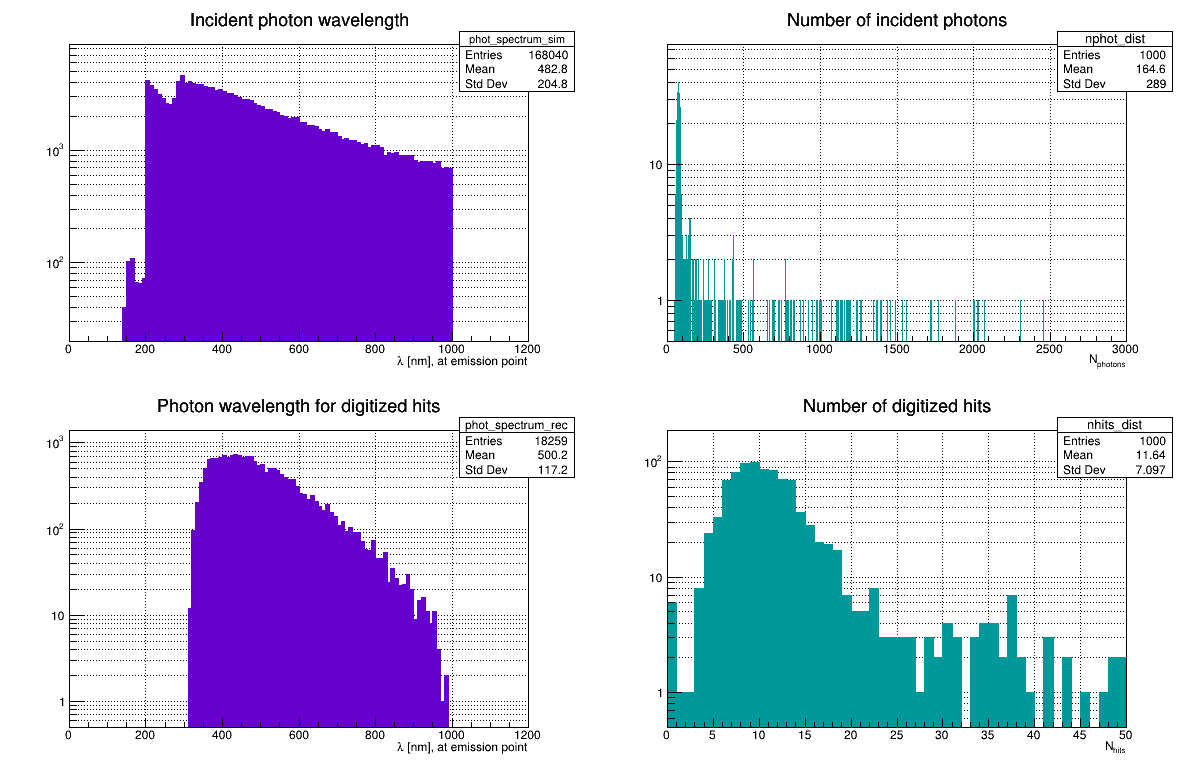 Incident photon wavelength
phot_spectrum_sim
Entries 168040
Mean 482.8
Std Dev 204.8
10³
10²
0 200 400 600 800 1000 1200
λ [nm], at emission point
Number of incident photons
nphot_dist
Entries 1000
Mean 164.6
Std Dev 289
10
1
0 500 1000 1500 2000 2500 3000
N_photons
Photon wavelength for digitized hits
phot_spectrum_rec
Entries 18259
Mean 500.2
Std Dev 117.2
10³
10²
10
1
0 200 400 600 800 1000 1200
λ [nm], at emission point
Number of digitized hits
nhits_dist
Entries 1000
Mean 11.64
Std Dev 7.097
10²
10
1
0 5 10 15 20 25 30 35 40 45 50
N_hits